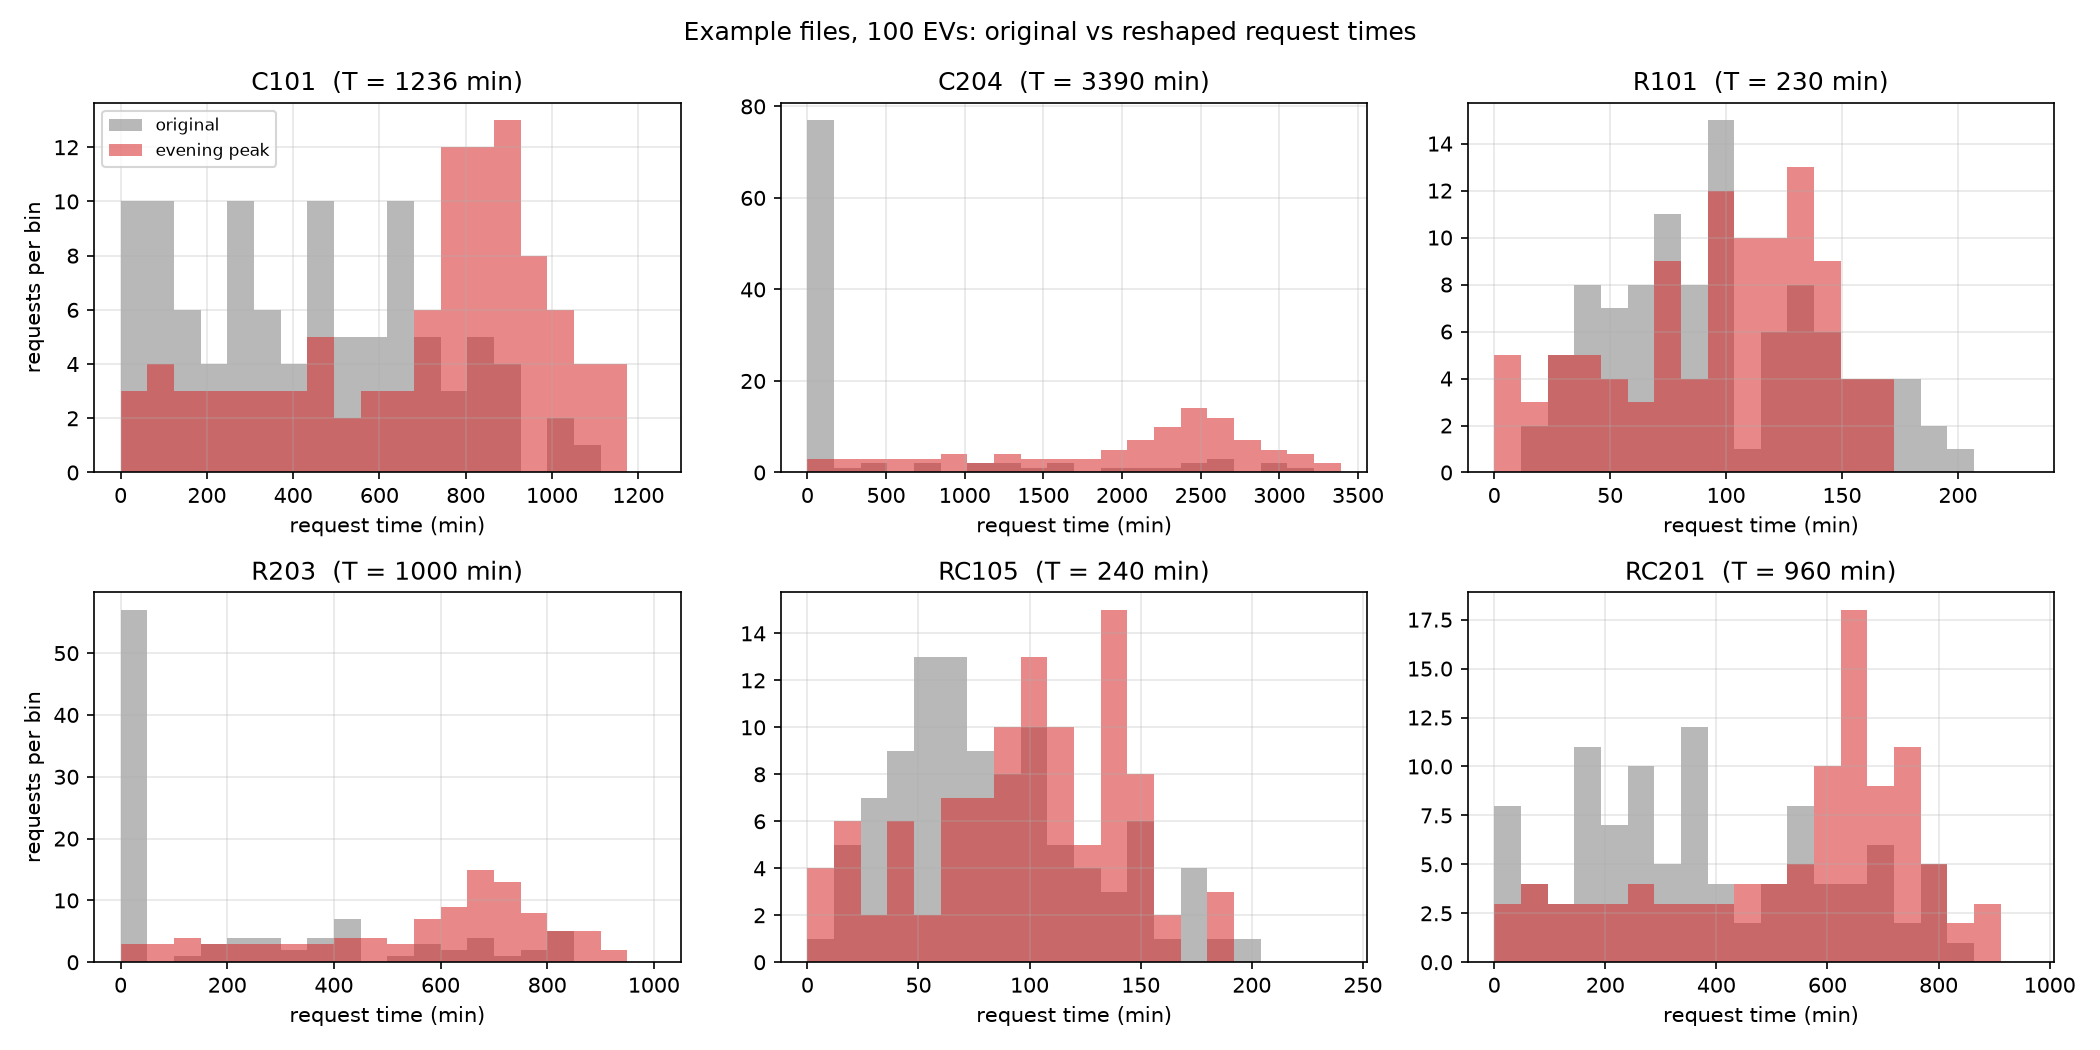 Example files, 100 EVs: original vs reshaped request times
C101  (T = 1236 min)
original
evening peak
requests per bin
0
2
4
6
8
10
12
0 200 400 600 800 1000 1200
request time (min)
C204  (T = 3390 min)
80
60
40
20
0
0 500 1000 1500 2000 2500 3000 3500
request time (min)
R101  (T = 230 min)
14
12
10
8
6
4
2
0
0 50 100 150 200
request time (min)
R203  (T = 1000 min)
requests per bin
50
40
30
20
10
0
0 200 400 600 800 1000
request time (min)
RC105  (T = 240 min)
14
12
10
8
6
4
2
0
0 50 100 150 200 250
request time (min)
RC201  (T = 960 min)
17.5
15.0
12.5
10.0
7.5
5.0
2.5
0.0
0 200 400 600 800 1000
request time (min)